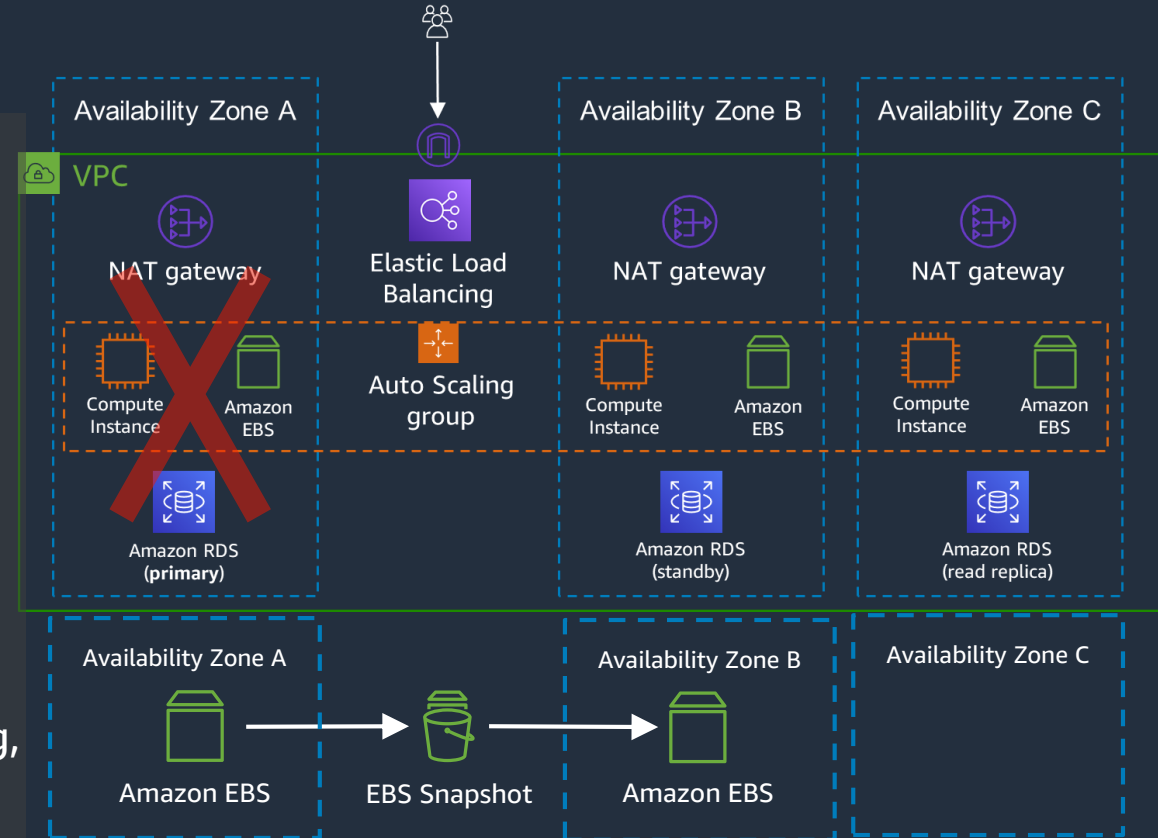 Availability Zone A
Availability Zone B
Availability Zone C
VPC
NAT gateway
Elastic Load
Balancing
NAT gateway
NAT gateway
Compute
Instance
Amazon
EBS
Auto Scaling
group
Compute
Instance
Amazon
EBS
Compute
Instance
Amazon
EBS
Amazon RDS
(primary)
Amazon RDS
(standby)
Amazon RDS
(read replica)
Availability Zone A
Availability Zone B
Availability Zone C
g,
Amazon EBS
EBS Snapshot
Amazon EBS